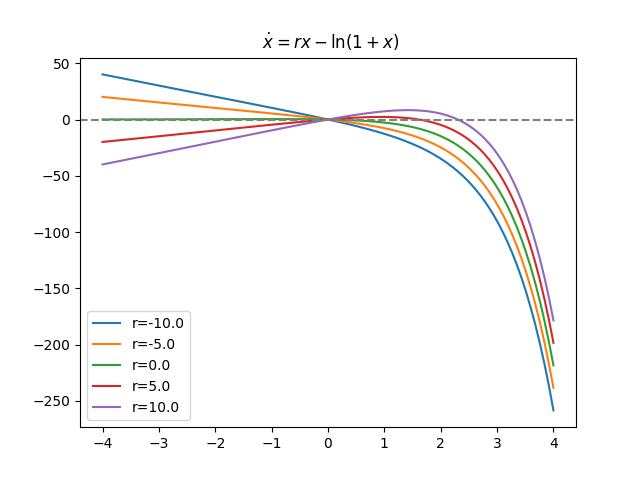 ẋ = rx − ln(1 + x)
50
0
−50
−100
−150
−200
−250
r=-10.0
r=-5.0
r=0.0
r=5.0
r=10.0
−4 −3 −2 −1 0 1 2 3 4